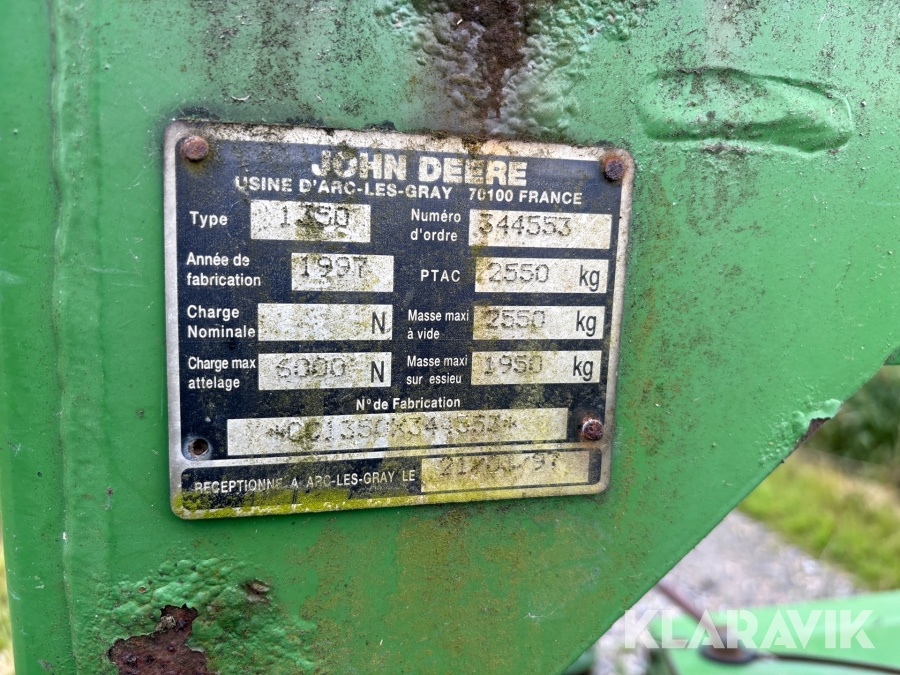 JOHN DEERE
USINE D'ARC-LES-GRAY 70100 FRANCE
Type 1350 Numéro d'ordre 344553
Année de fabrication 1997 PTAC 2550 kg
Charge Nominale N Masse maxi à vide 2550 kg
Charge max attelage 6000 N Masse maxi sur essieu 1950 kg
N° de Fabrication
RECEPTIONNE A ARC-LES-GRAY LE
KLARAVIK